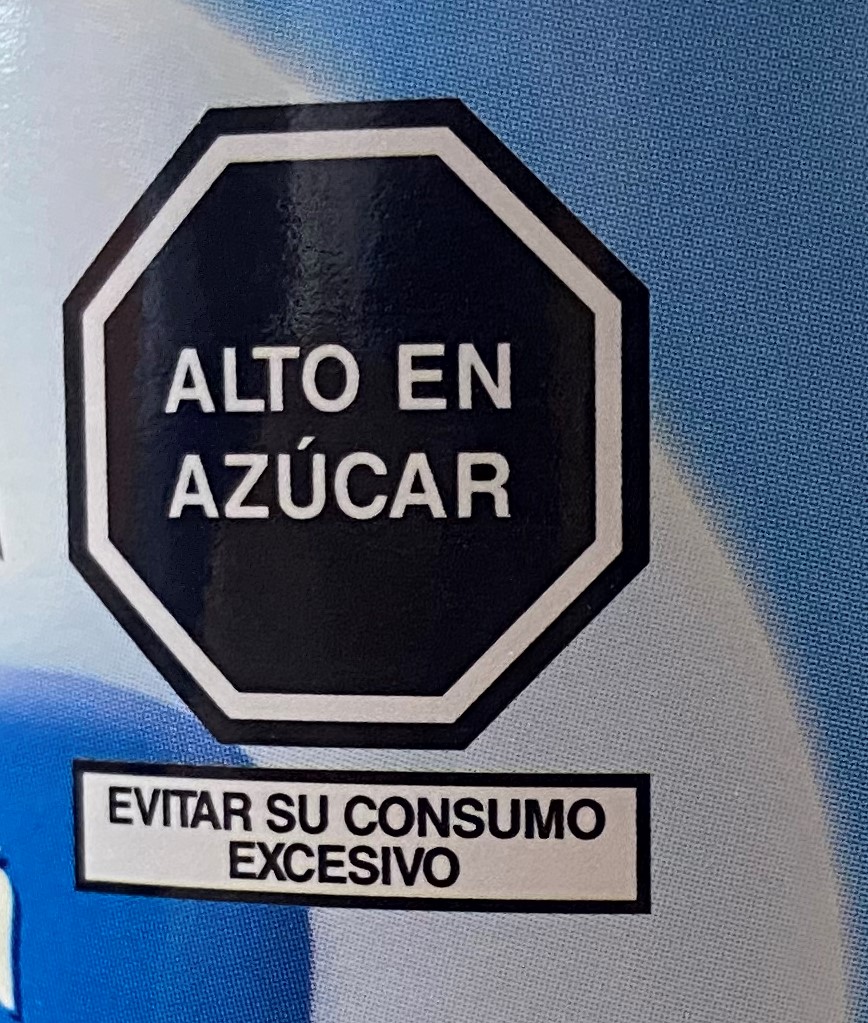 ALTO EN
AZÚCAR
EVITAR SU CONSUMO
EXCESIVO